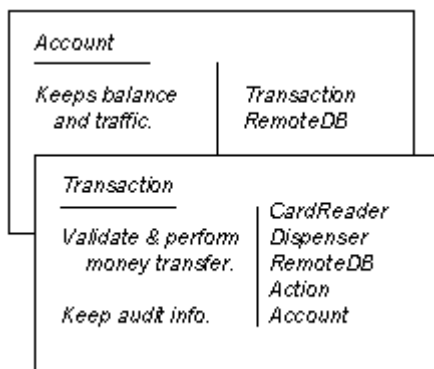 Account
Keeps balance
and traffic.
Transaction
RemoteDB
Transaction
Validate & perform
money transfer.
Keep audit info.
CardReader
Dispenser
RemoteDB
Action
Account